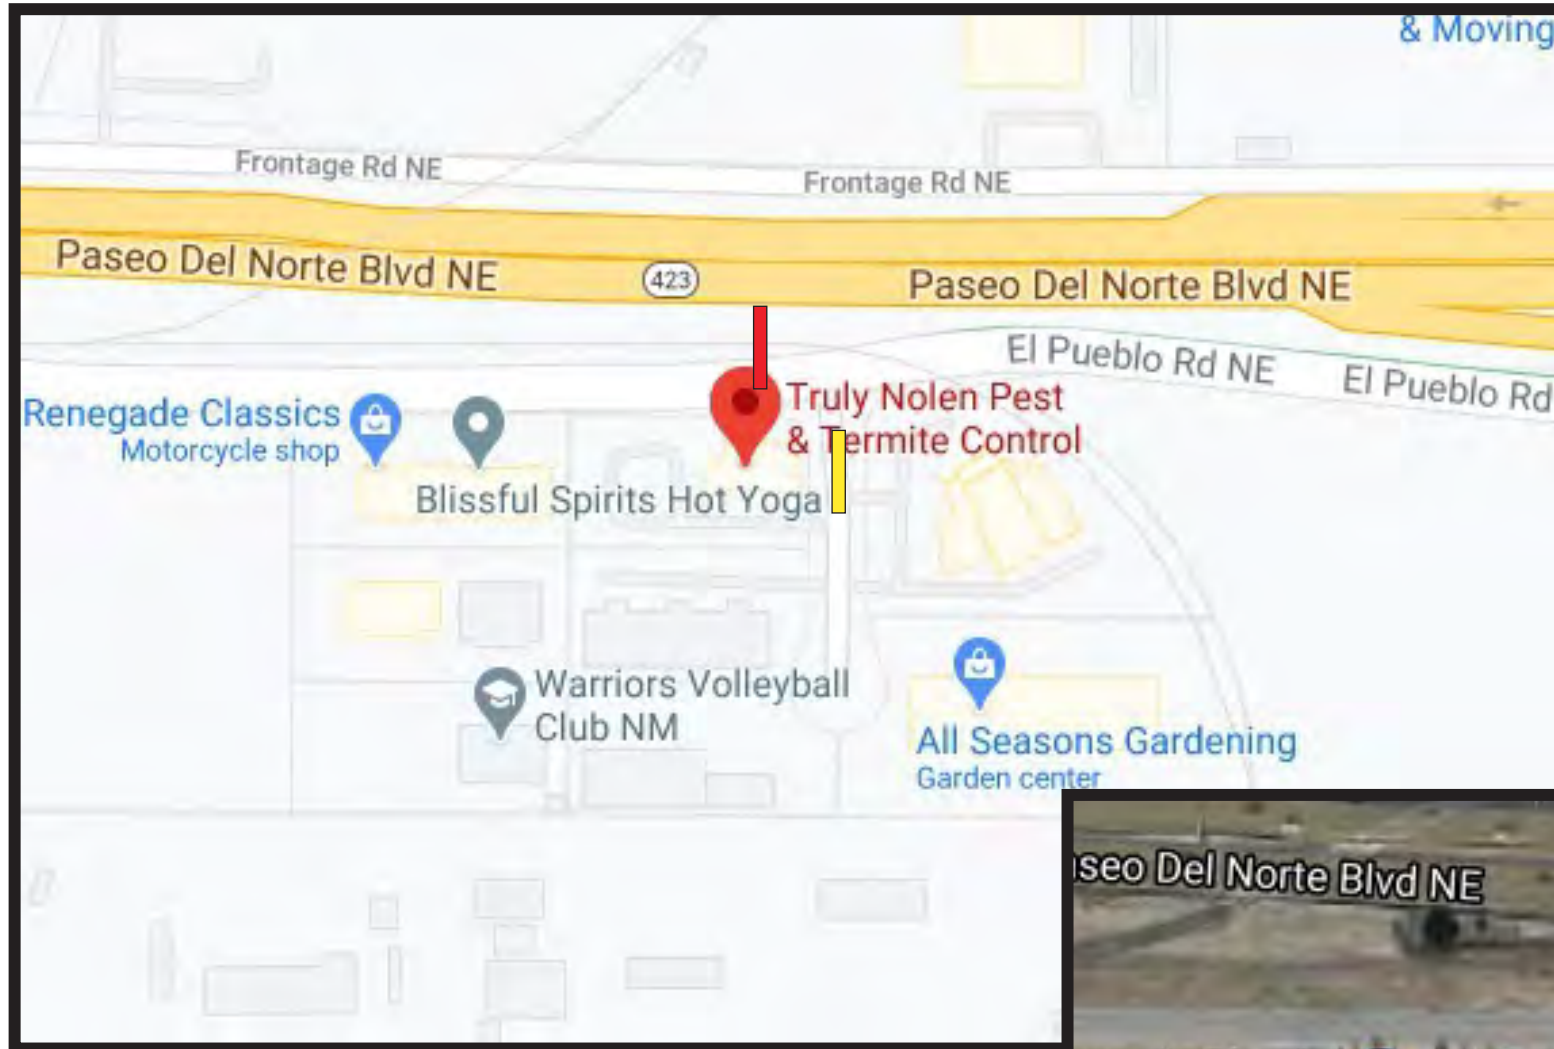 & Moving
Frontage Rd NE
Frontage Rd NE
Paseo Del Norte Blvd NE
423
Paseo Del Norte Blvd NE
El Pueblo Rd NE
El Pueblo Rd
Renegade Classics
Motorcycle shop
Truly Nolen Pest
& Termite Control
Blissful Spirits Hot Yoga
Warriors Volleyball
Club NM
All Seasons Gardening
Garden center
aseo Del Norte Blvd NE